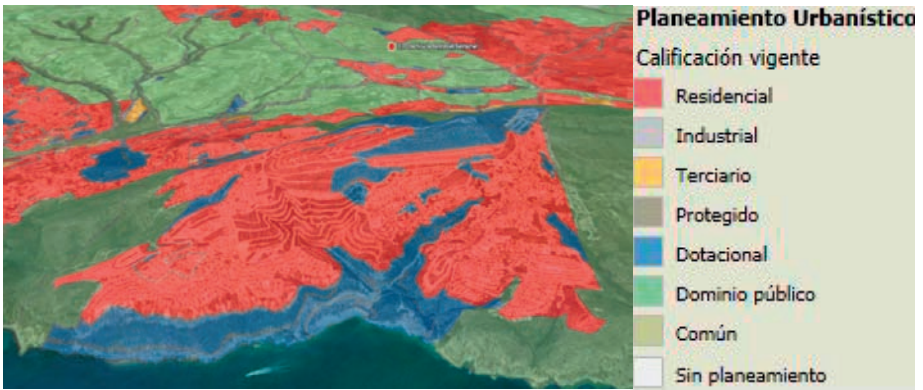 Planeamiento Urbanístico
Calificación vigente
Residencial
Industrial
Terciario
Protegido
Dotacional
Dominio público
Común
Sin planeamiento